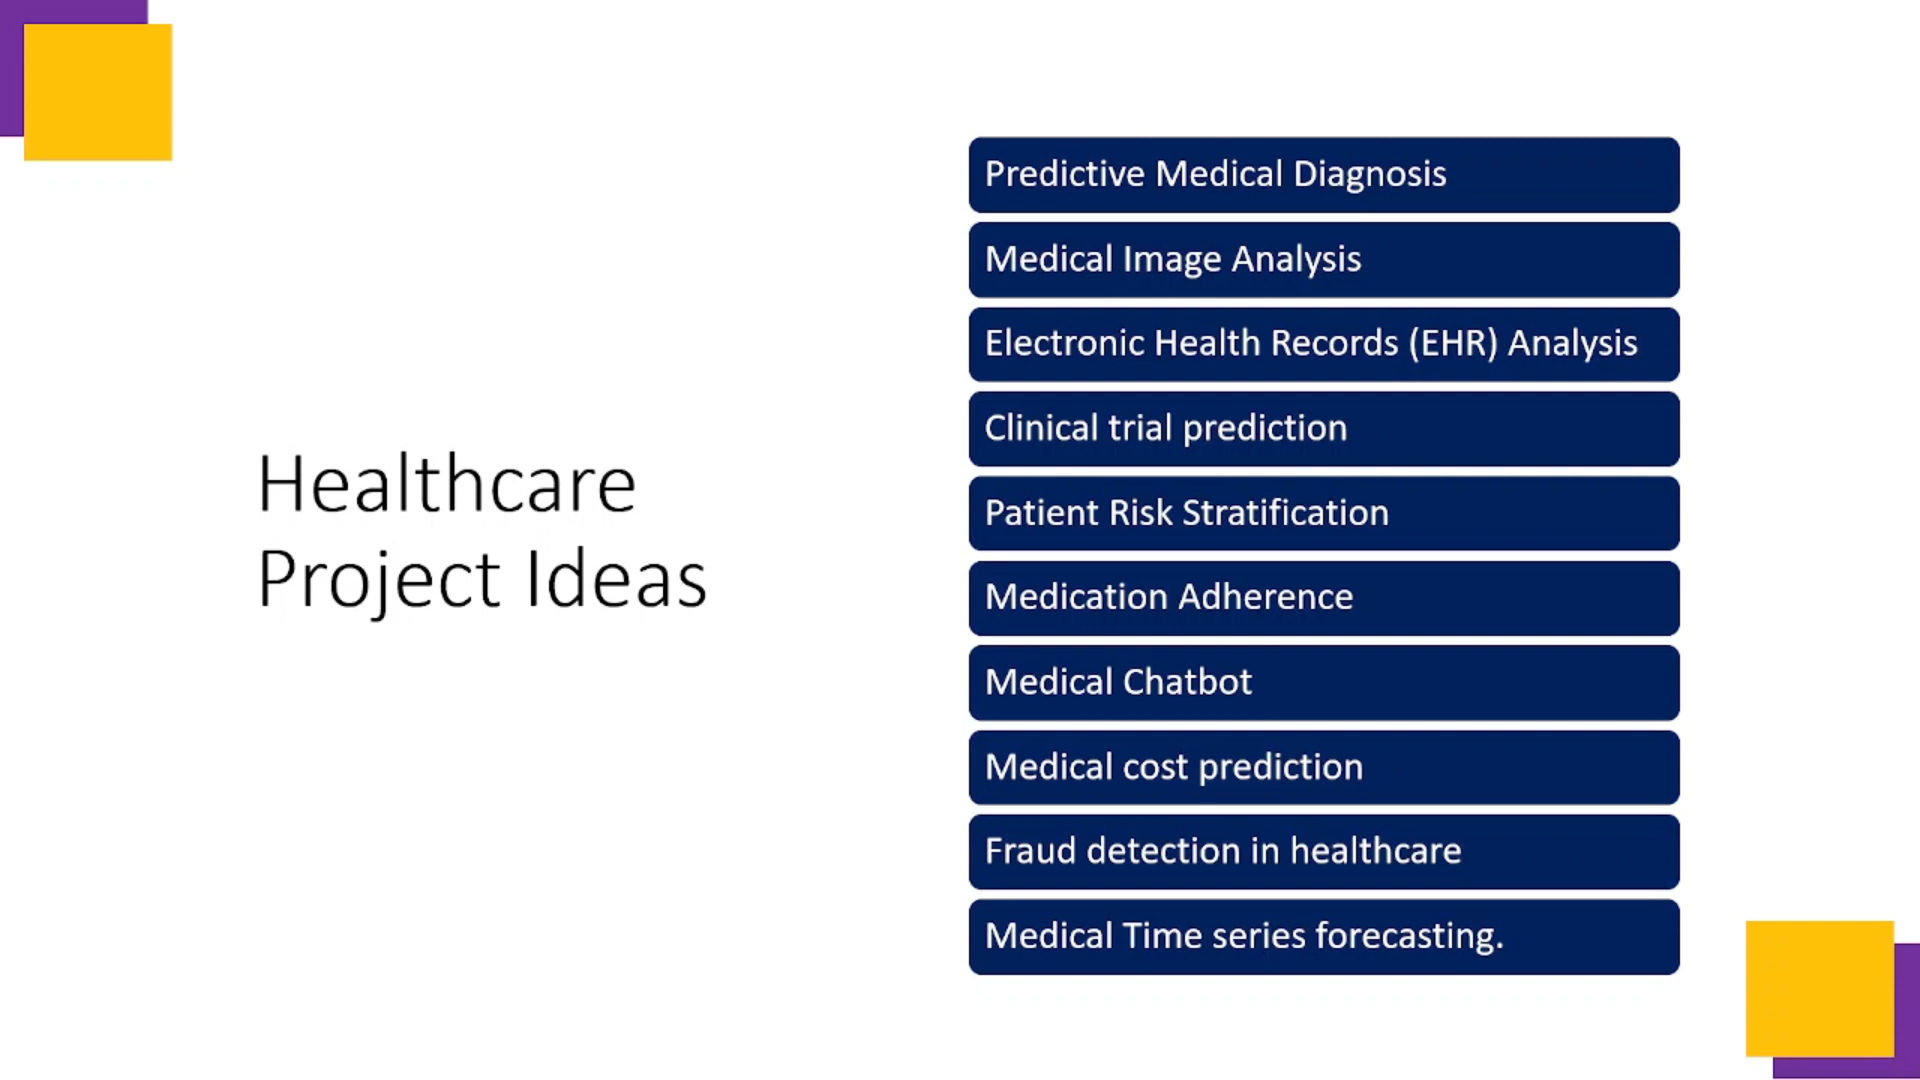 Healthcare
Project Ideas
Predictive Medical Diagnosis
Medical Image Analysis
Electronic Health Records (EHR) Analysis
Clinical trial prediction
Patient Risk Stratification
Medication Adherence
Medical Chatbot
Medical cost prediction
Fraud detection in healthcare
Medical Time series forecasting.